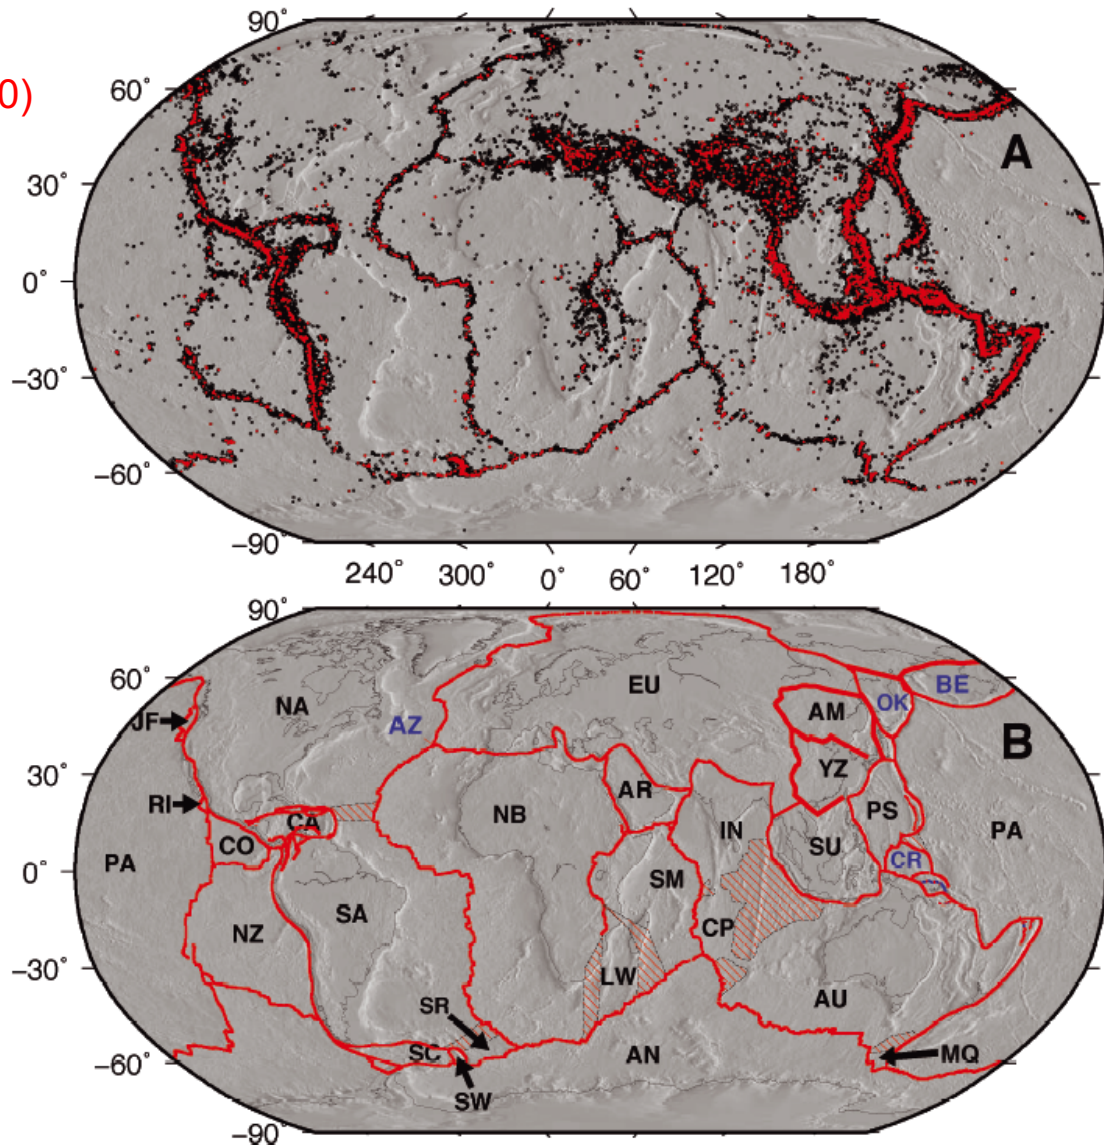 90°
60°
0)
A
30°
0°
−30°
−60°
−90°
240° 300° 0° 60° 120° 180°
90°
60°
NA
EU
BE
OK
JF
AZ
AM
B
30°
YZ
AR
RI
NB
PS
CA
IN
PA
CO
SU
CR
PA
0°
SM
SA
CP
NZ
−30°
LW
AU
SR
SC
AN
MQ
−60°
SW
−90°